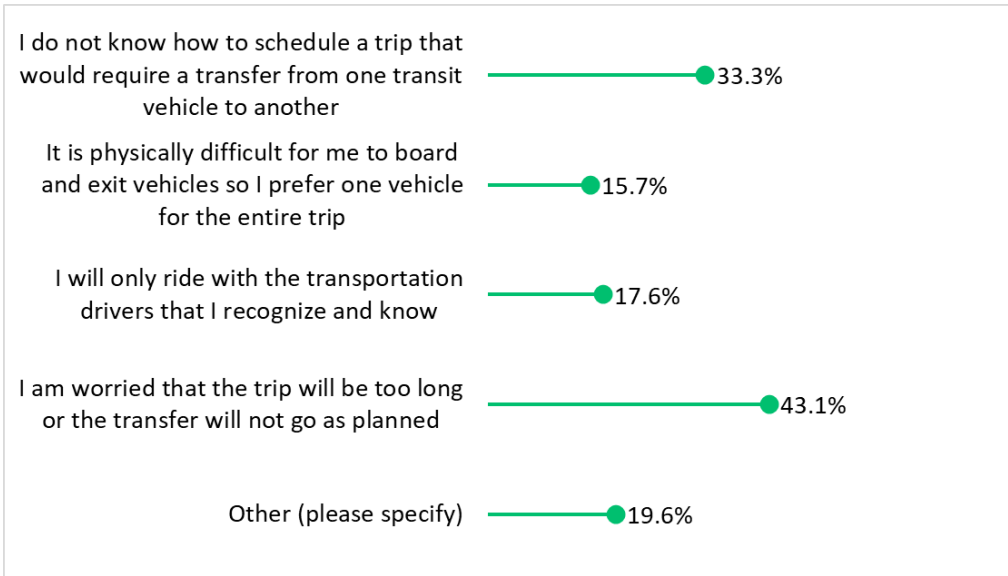 I do not know how to schedule a trip that
would require a transfer from one transit
vehicle to another
33.3%
It is physically difficult for me to board
and exit vehicles so I prefer one vehicle
for the entire trip
15.7%
I will only ride with the transportation
drivers that I recognize and know
17.6%
I am worried that the trip will be too long
or the transfer will not go as planned
43.1%
Other (please specify)
19.6%